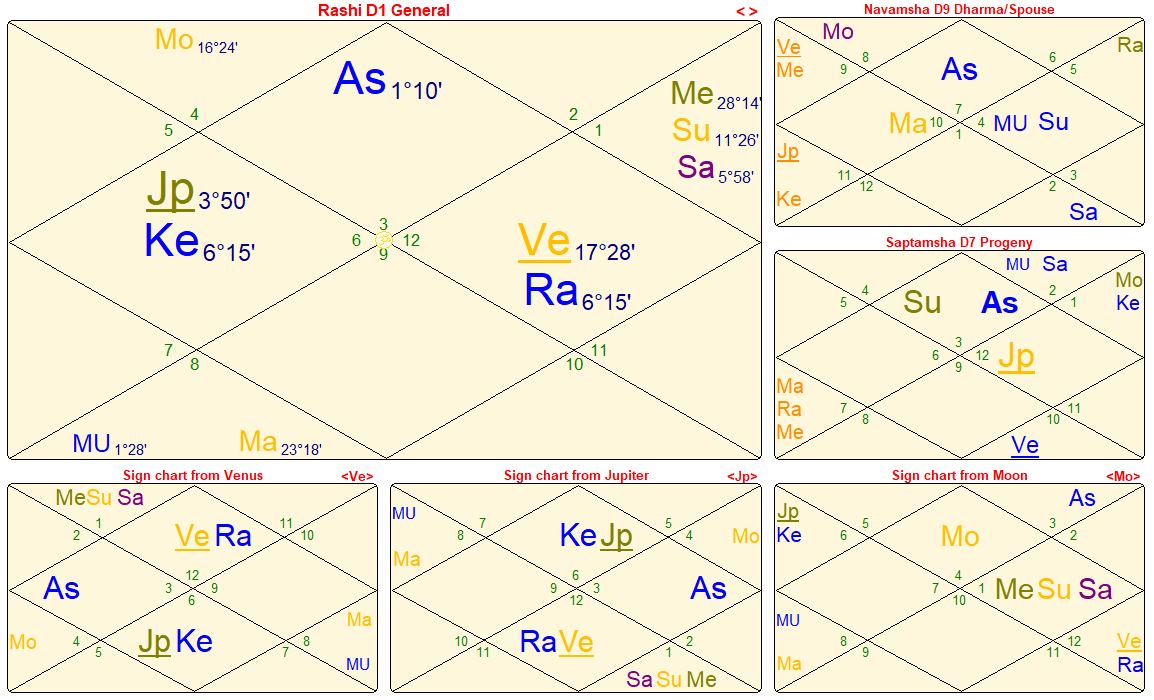 Rashi D1 General
< >
Mo 16°24'
As 1°10'
Me 28°14'
Su 11°26'
Sa 5°58'
4
5
2
1
Jp 3°50'
Ke 6°15'
Ve 17°28'
Ra 6°15'
3
6
12
9
7
8
11
10
MU 1°28'
Ma 23°18'
Navamsha D9 Dharma/Spouse
Mo
Ve
Me
Ra
As
8
9
6
5
Ma
7
10
4
1
MU Su
Jp
Ke
11
12
3
2
Sa
Saptamsha D7 Progeny
MU Sa
Mo
Ke
4
5
Su
As
2
1
3
6
12
9
Jp
Ma
Ra
Me
7
8
11
10
Ve
Sign chart from Venus
<Ve>
Me Su Sa
1
2
Ve Ra
11
10
As
12
3
9
6
Mo
4
5
Jp Ke
8
7
Ma
MU
Sign chart from Jupiter
<Jp>
MU
7
8
Ke Jp
5
4
Mo
Ma
6
9
3
12
As
10
11
Ra Ve
2
1
Sa Su Me
Sign chart from Moon
<Mo>
As
Jp
Ke
5
6
Mo
3
2
4
7
1
10
Me Su Sa
MU
Ma
8
9
12
11
Ve
Ra